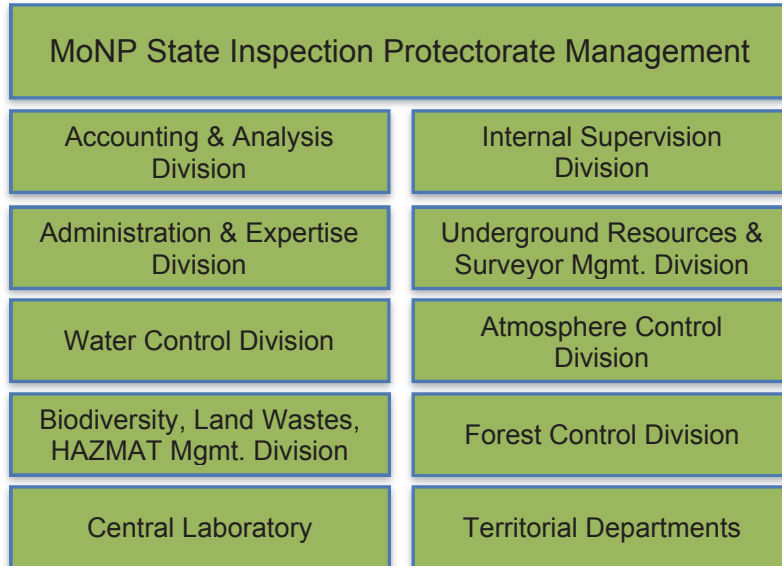 MoNP State Inspection Protectorate Management
Accounting & Analysis
Division
Internal Supervision
Division
Administration & Expertise
Division
Underground Resources &
Surveyor Mgmt. Division
Water Control Division
Atmosphere Control
Division
Biodiversity, Land Wastes,
HAZMAT Mgmt. Division
Forest Control Division
Central Laboratory
Territorial Departments